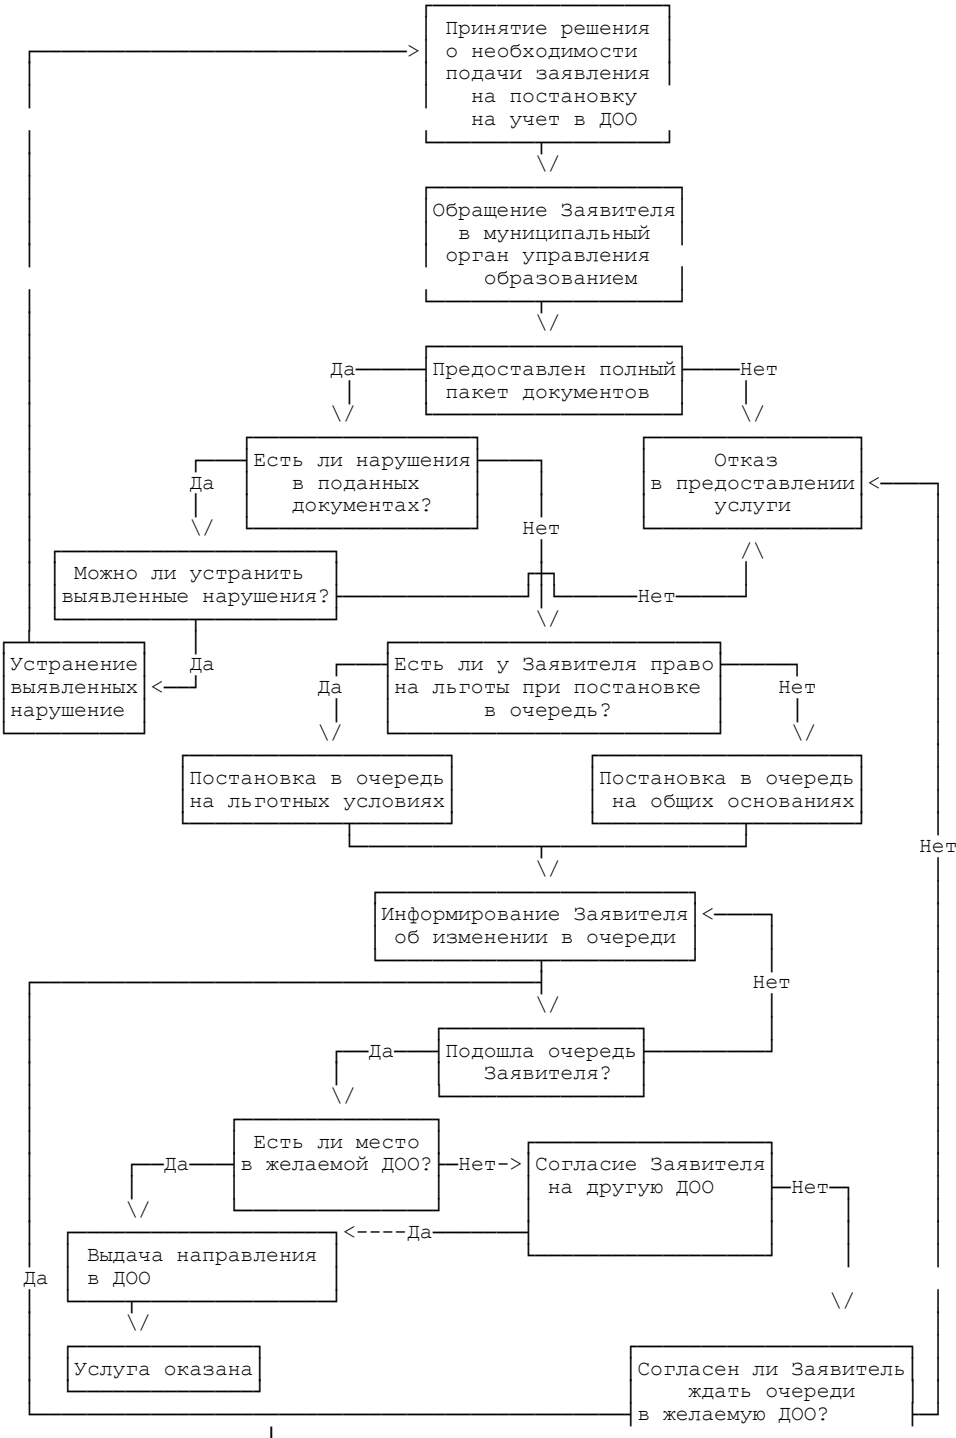 Принятие решения
о необходимости
подачи заявления
на постановку
на учет в ДОО
Обращение Заявителя
в муниципальный
орган управления
образованием
Да
Предоставлен полный
пакет документов
Нет
Есть ли нарушения
в поданных
документах?
Да
Нет
Отказ
в предоставлении
услуги
Можно ли устранить
выявленные нарушения?
Нет
Да
Устранение
выявленных
нарушение
Есть ли у Заявителя право
на льготы при постановке
в очередь?
Да
Нет
Постановка в очередь
на льготных условиях
Постановка в очередь
на общих основаниях
Нет
Информирование Заявителя
об изменении в очереди
Нет
Да
Подошла очередь
Заявителя?
Есть ли место
в желаемой ДОО?
Да
Нет->
Согласие Заявителя
на другую ДОО
Нет
<----Да
Выдача направления
в ДОО
Да
Услуга оказана
Согласен ли Заявитель
ждать очереди
в желаемую ДОО?